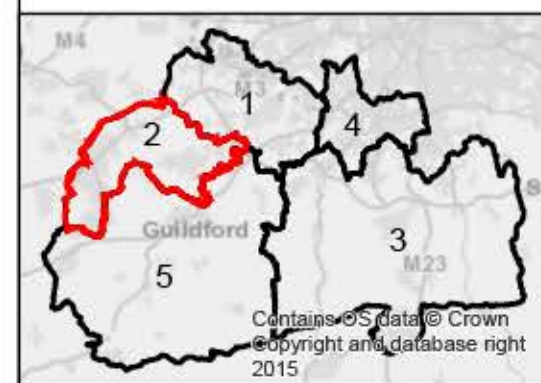 M4
M3
1
2
4
Guildford
3
M23
5
Contains OS data © Crown
Copyright and database right
2015